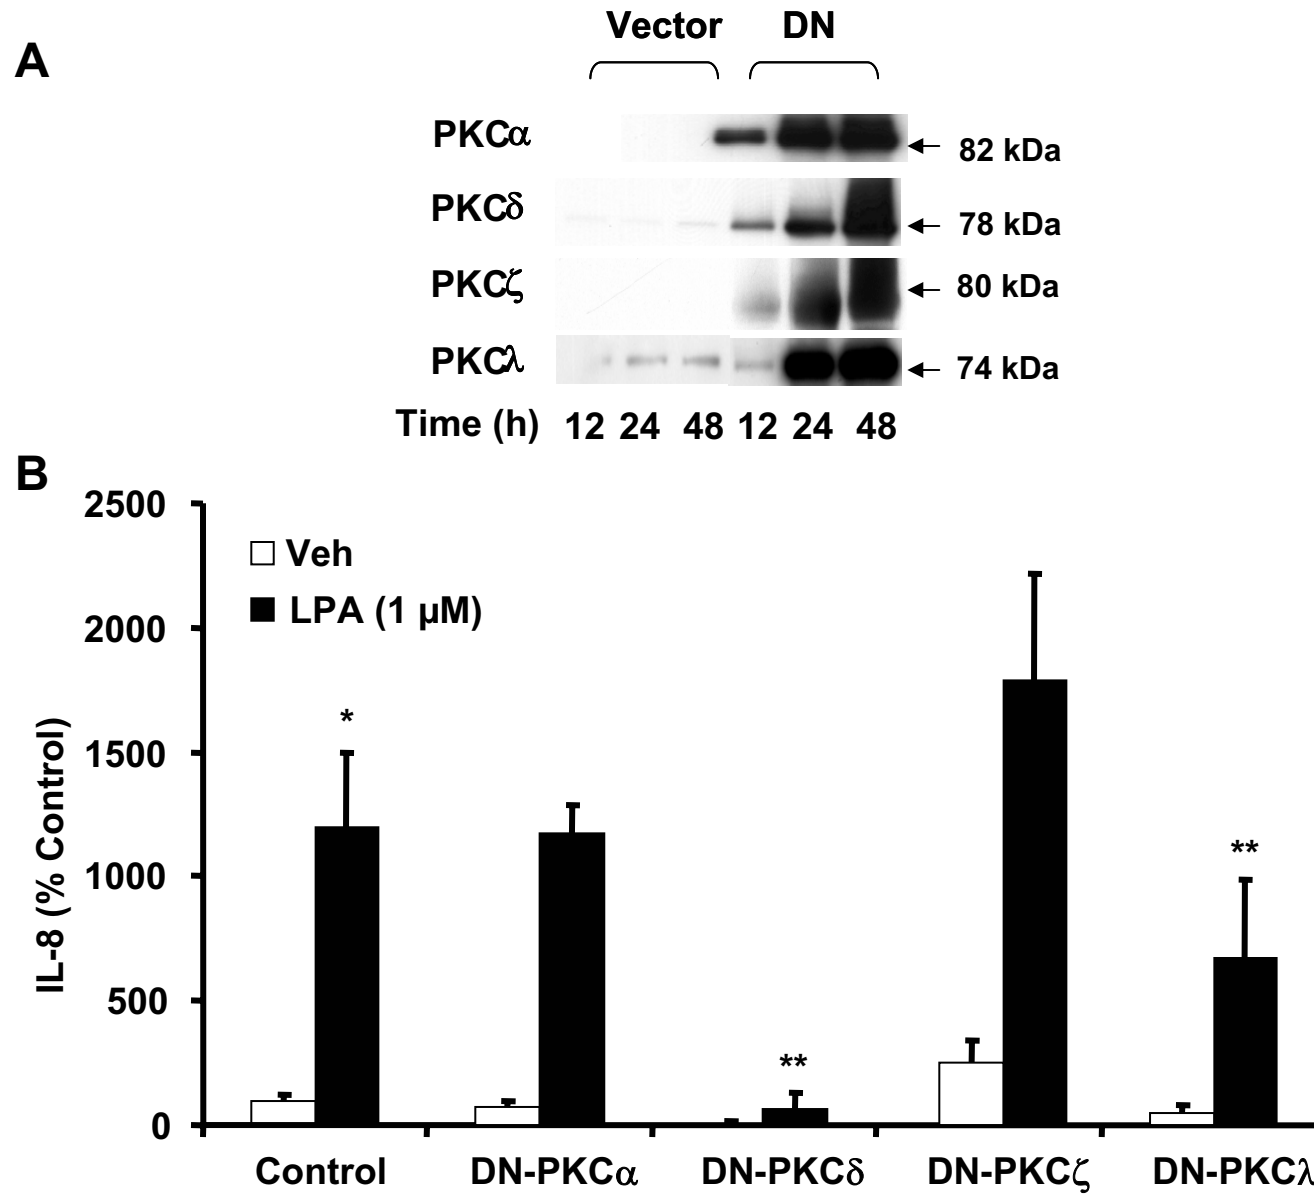 A
Vector DN
PKCα 82 kDa
PKCδ 78 kDa
PKCζ 80 kDa
PKCλ 74 kDa
Time (h) 12 24 48 12 24 48
B
IL-8 (% Control)
2500
2000
1500
1000
500
0
Veh
LPA (1 µM)
*
**
**
Control DN-PKCα DN-PKCδ DN-PKCζ DN-PKCλ